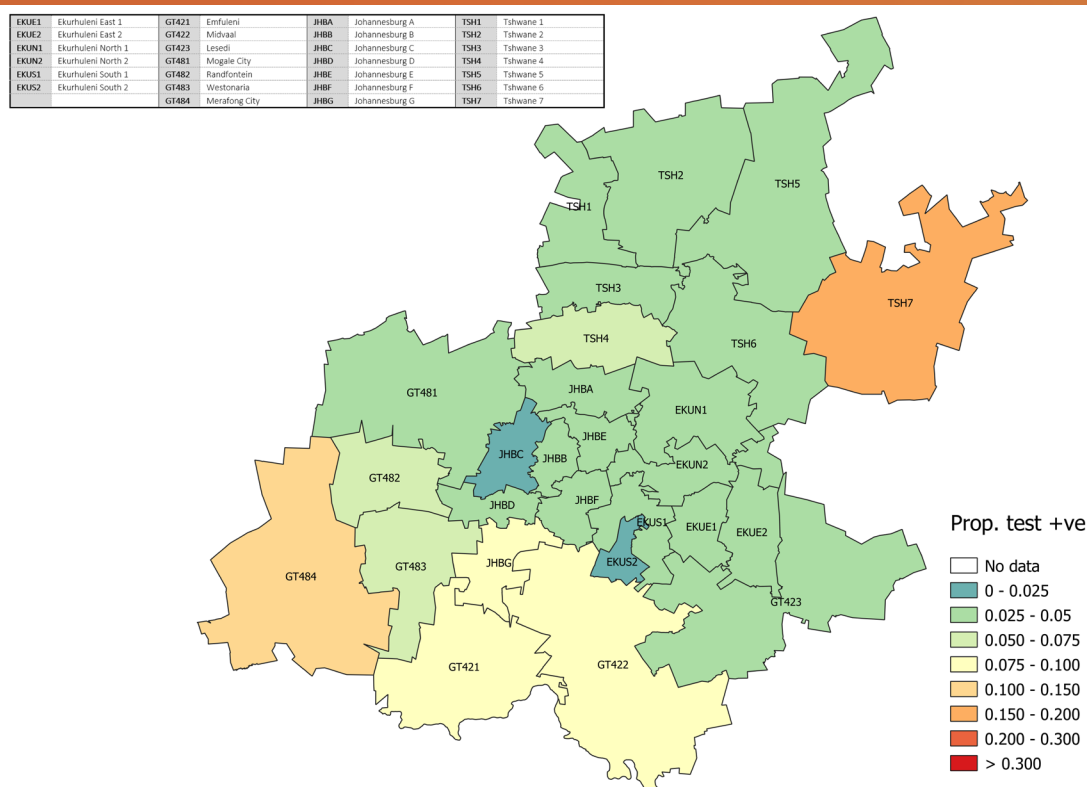 EKUE1 Ekurhuleni East 1 GT421 Emfuleni JHBA Johannesburg A TSH1 Tshwane 1
EKUE2 Ekurhuleni East 2 GT422 Midvaal JHBB Johannesburg B TSH2 Tshwane 2
EKUN1 Ekurhuleni North 1 GT423 Lesedi JHBC Johannesburg C TSH3 Tshwane 3
EKUN2 Ekurhuleni North 2 GT481 Mogale City JHBD Johannesburg D TSH4 Tshwane 4
EKUS1 Ekurhuleni South 1 GT482 Randfontein JHBE Johannesburg E TSH5 Tshwane 5
EKUS2 Ekurhuleni South 2 GT483 Westonaria JHBF Johannesburg F TSH6 Tshwane 6
GT484 Merafong City JHBG Johannesburg G TSH7 Tshwane 7
TSH2
TSH5
TSH1
TSH3
TSH7
TSH4
TSH6
GT481
JHBA
EKUN1
JHBE
JHBC
JHBB
EKUN2
GT482
JHBF
JHBD
EKUS1
EKUE1
EKUE2
GT483
JHBG
EKUS2
GT484
GT423
GT421
GT422
Prop. test +ve
No data
0 - 0.025
0.025 - 0.05
0.050 - 0.075
0.075 - 0.100
0.100 - 0.150
0.150 - 0.200
0.200 - 0.300
> 0.300